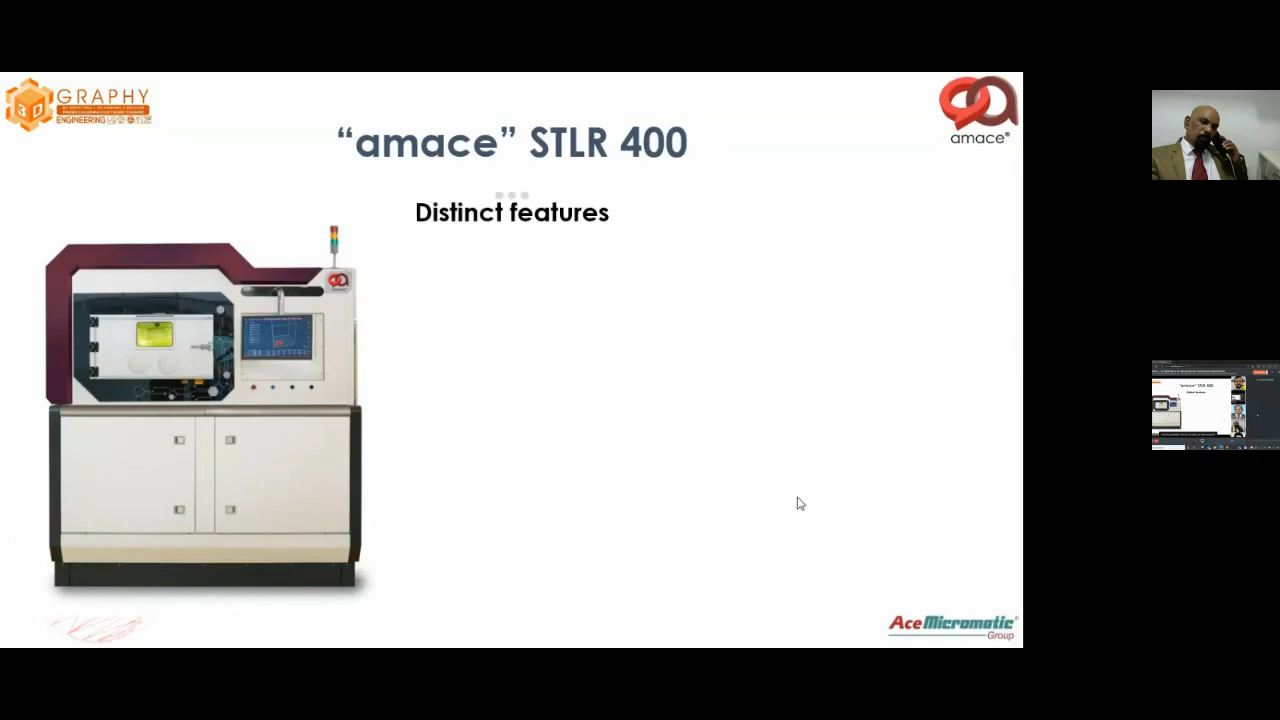 3D
GRAPHY
ENGINEERING
amace®
“amace” STLR 400
Distinct features
AceMicromatic®
Group